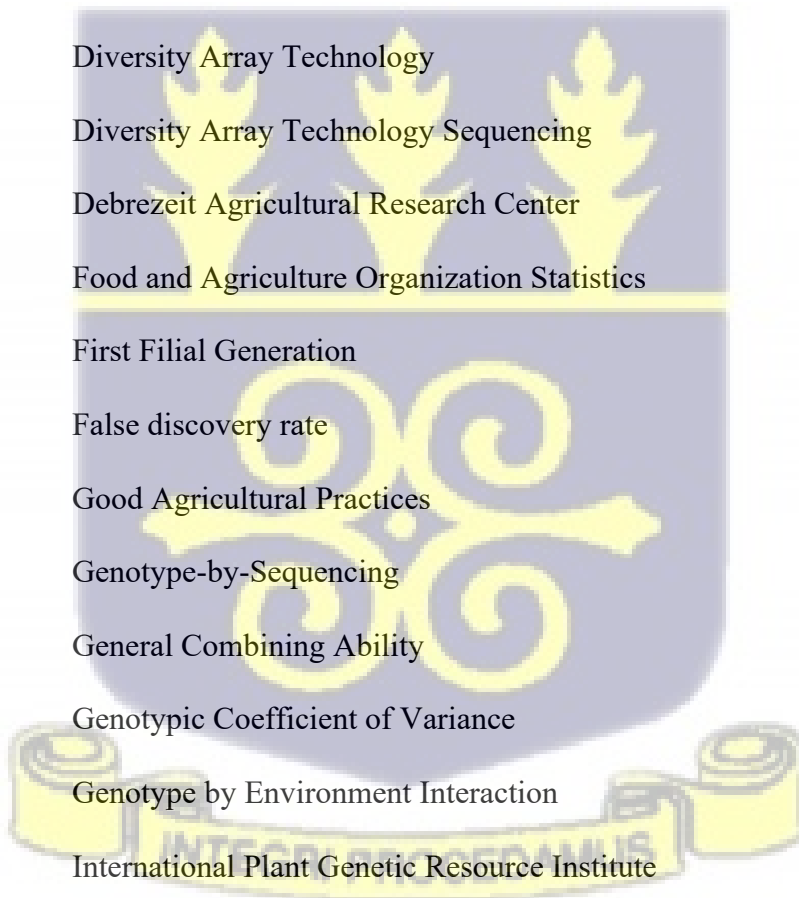 Diversity Array Technology
Diversity Array Technology Sequencing
Debrezeit Agricultural Research Center
Food and Agriculture Organization Statistics
First Filial Generation
False discovery rate
Good Agricultural Practices
Genotype-by-Sequencing
General Combining Ability
Genotypic Coefficient of Variance
Genotype by Environment Interaction
International Plant Genetic Resource Institute
INTEGRI PROCEDAMUS